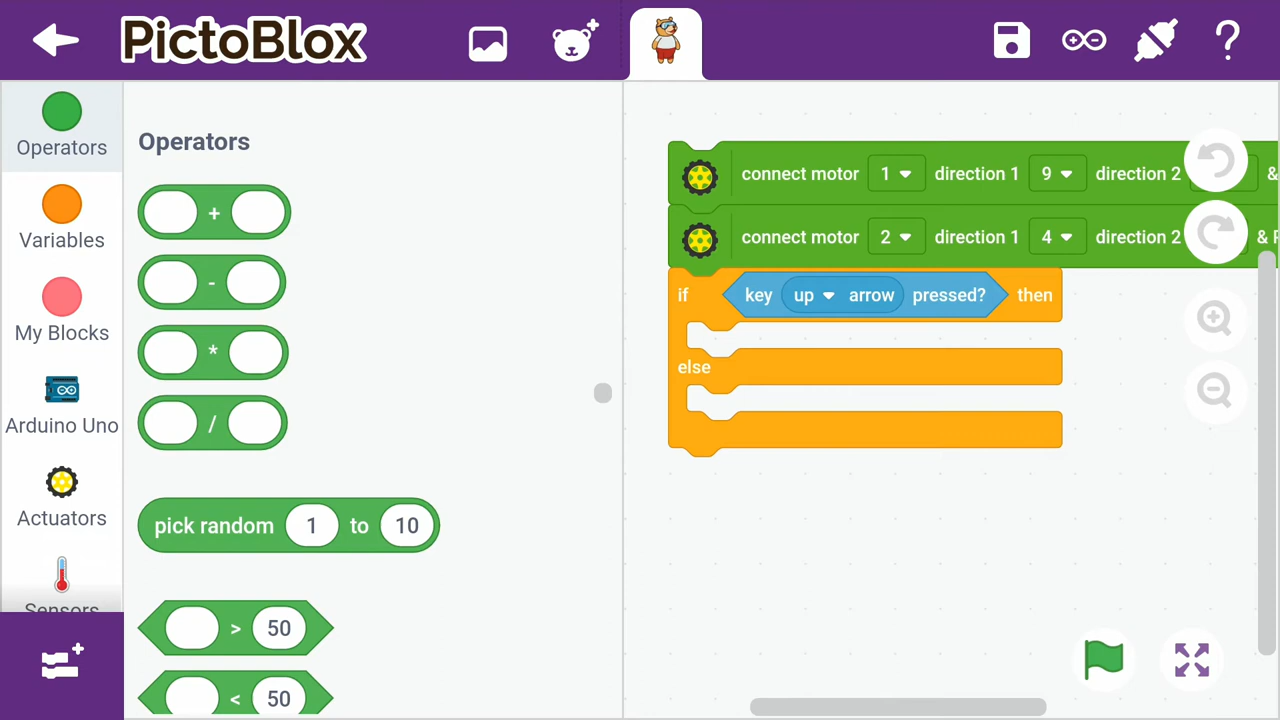 PictoBlox
?
Operators
Variables
My Blocks
Arduino Uno
Actuators
Sensors
Operators
+
-
*
/
pick random 1 to 10
> 50
< 50
connect motor 1 direction 1 9 direction 2 &
connect motor 2 direction 1 4 direction 2 &
if key up arrow pressed? then
else